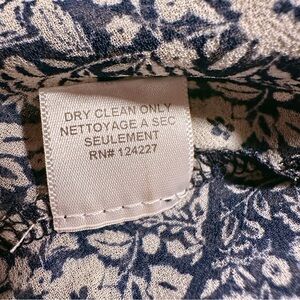 DRY CLEAN ONLY
NETTOYAGE A SEC
SEULEMENT
RN# 124227